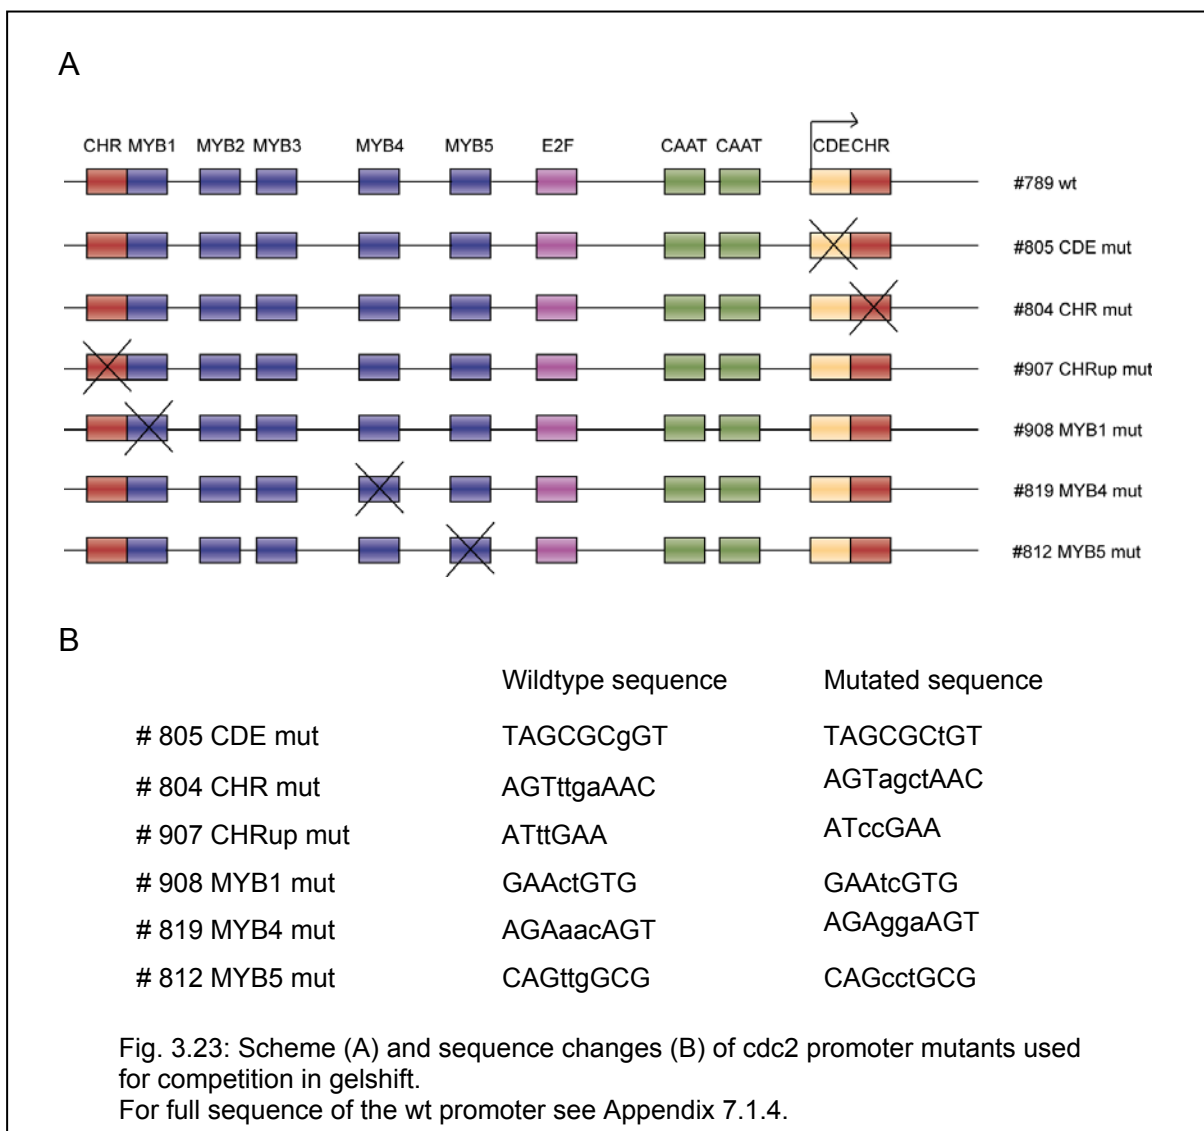 A
CHR MYB1 MYB2 MYB3 MYB4 MYB5 E2F CAAT CAAT CDECHR
#789 wt
#805 CDE mut
#804 CHR mut
#907 CHRup mut
#908 MYB1 mut
#819 MYB4 mut
#812 MYB5 mut
B
Wildtype sequence Mutated sequence
# 805 CDE mut TAGCGCgGT TAGCGCtGT
# 804 CHR mut AGTttgaAAC AGTagctAAC
# 907 CHRup mut ATttGAA ATccGAA
# 908 MYB1 mut GAActGTG GAAtcGTG
# 819 MYB4 mut AGAaacAGT AGAggaAGT
# 812 MYB5 mut CAGttgGCG CAGcctGCG
Fig. 3.23: Scheme (A) and sequence changes (B) of cdc2 promoter mutants used
for competition in gelshift.
For full sequence of the wt promoter see Appendix 7.1.4.